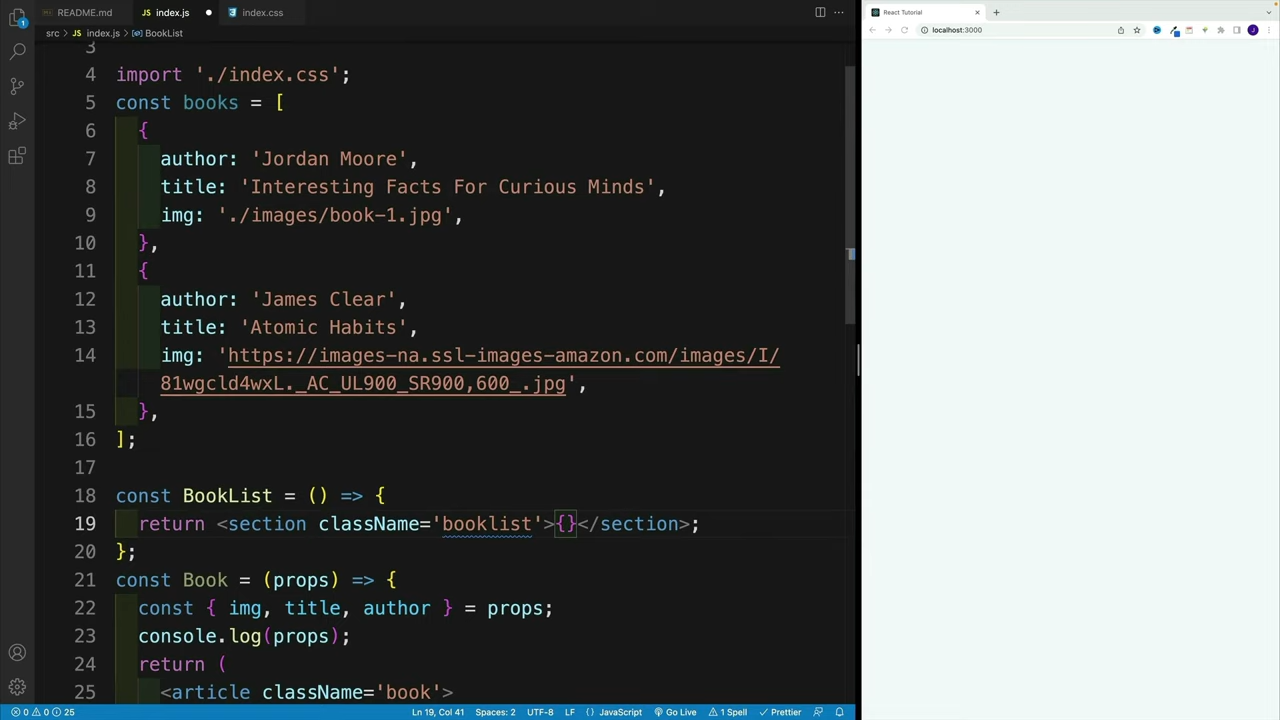 README.md
index.js
index.css
src > index.js > BookList
3
4 import './index.css';
5 const books = [
6 {
7 author: 'Jordan Moore',
8 title: 'Interesting Facts For Curious Minds',
9 img: './images/book-1.jpg',
10 },
11 {
12 author: 'James Clear',
13 title: 'Atomic Habits',
14 img: 'https://images-na.ssl-images-amazon.com/images/I/
81wgcld4wxL._AC_UL900_SR900,600_.jpg',
15 },
16 ];
17
18 const BookList = () => {
19 return <section className='booklist'>{}</section>;
20 };
21 const Book = (props) => {
22 const { img, title, author } = props;
23 console.log(props);
24 return (
25 <article className='book'>
1
0 0 25
Ln 19, Col 41 Spaces: 2 UTF-8 LF { } JavaScript Go Live 1 Spell Prettier
React Tutorial
localhost:3000
J